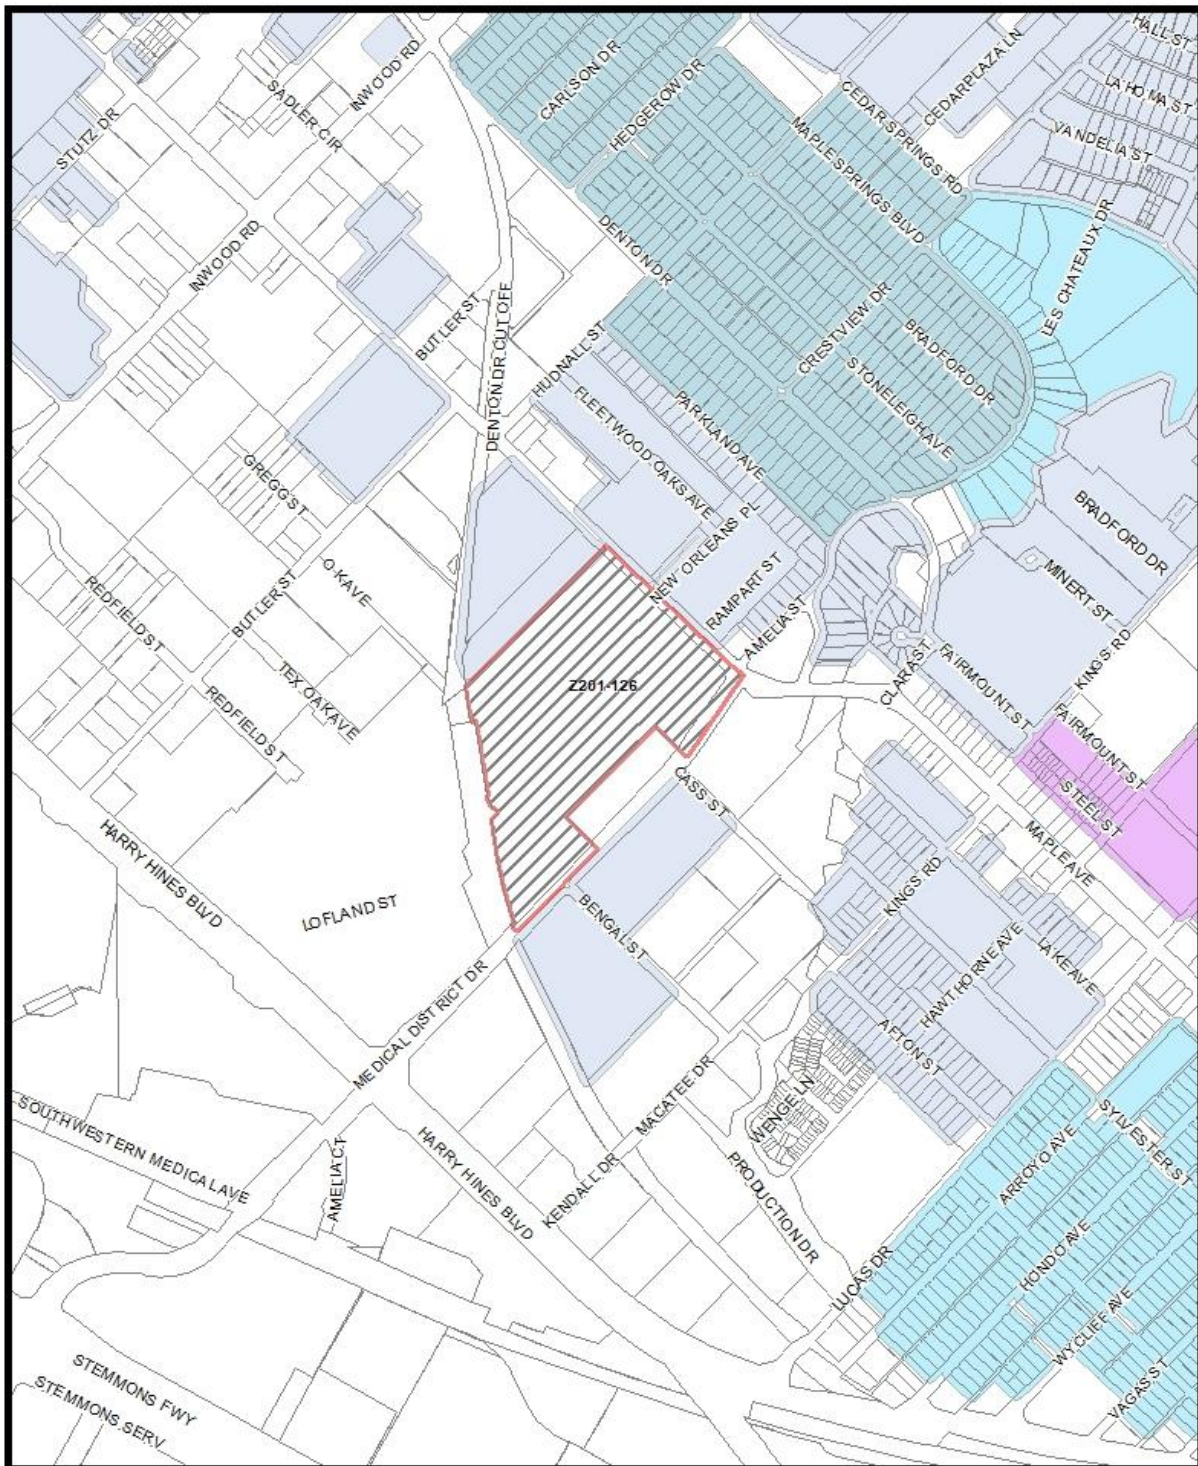 HALL ST
CEDARPLAZA LN
INWOOD RD
CARLSON DR
LAHOMA ST
SADLER CIR
HEDGEROW DR
CEDAR SPRINGS RD
STUTZ DR
VANDELIA ST
MAPLE SPRINGS BLVD
INWOOD RD
DENTON DR
LES CHATEAUX DR
BUTLER ST
DENTON DR CUT OFF
CRESTVIEW DR
HUDNALL ST
BRADFORD DR
STONELEIGH AVE
FLEETWOOD OAKS AVE
PARKLAND AVE
GREGG ST
BRADFORD DR
NEW ORLEANS PL
OKAVE
MINERT ST
RAMPART ST
REDFIELD ST
BUTLER ST
AMELIA ST
KINGS RD
CLARA ST
FAIRMOUNT ST
Z201-126
TEX OAK AVE
REDFIELD ST
FAIRMOUNT ST
CASS ST
STEEL ST
HARRY HINES BLVD
MAPLE AVE
KINGS RD
LOFLAND ST
BENGAL ST
HAWTHORNE AVE
LAKE AVE
MEDICAL DISTRICT DR
AFTON ST
MACATEE DR
WENGE LN
SOUTHWESTERN MEDICAL AVE
SYLVESTER ST
ARROYO AVE
AMELIA CT
HARRY HINES BLVD
KENDALL DR
PRODUCTION DR
HONDO AVE
LUCAS DR
WYCLIFF AVE
STEMMONS FWY
VAGAS ST
STEMMONS SERV